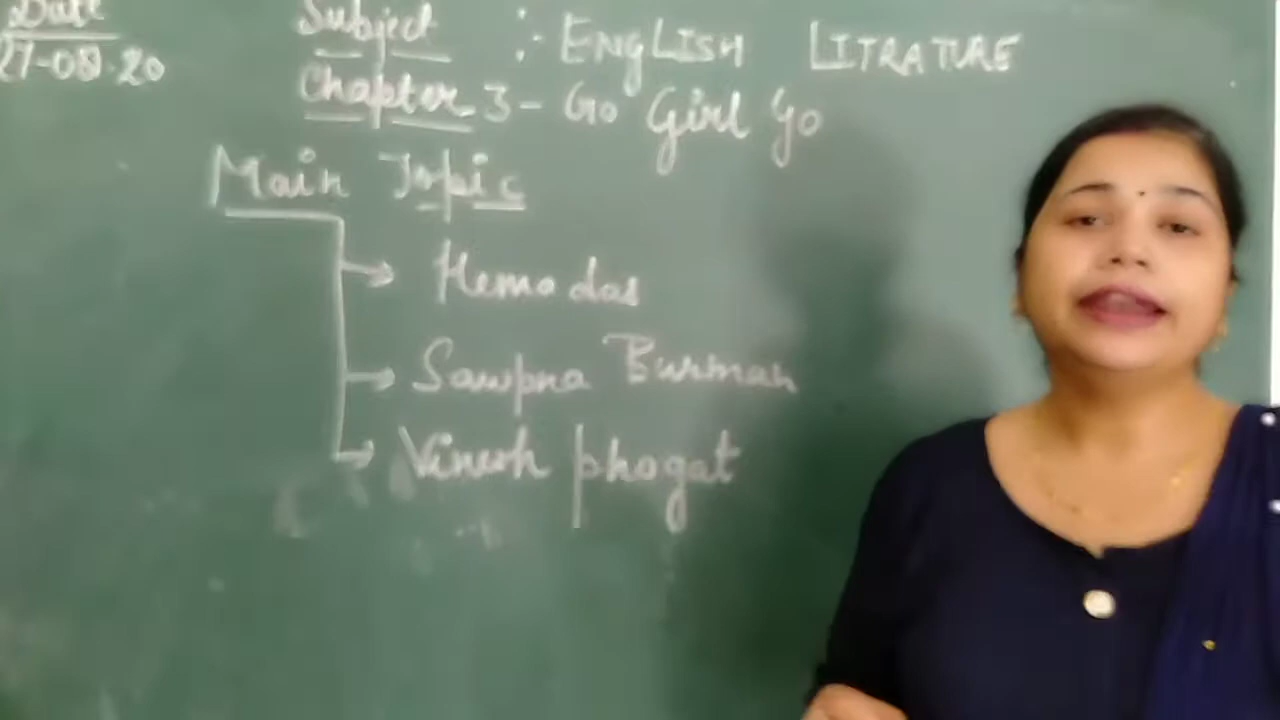 Date
27-08-20
Subject :- ENGLISH LITRATURE
Chapter 3 - Go Girl Go
Main Topic
→ Hema das
→ Sawpna Burman
→ Vinesh phogat